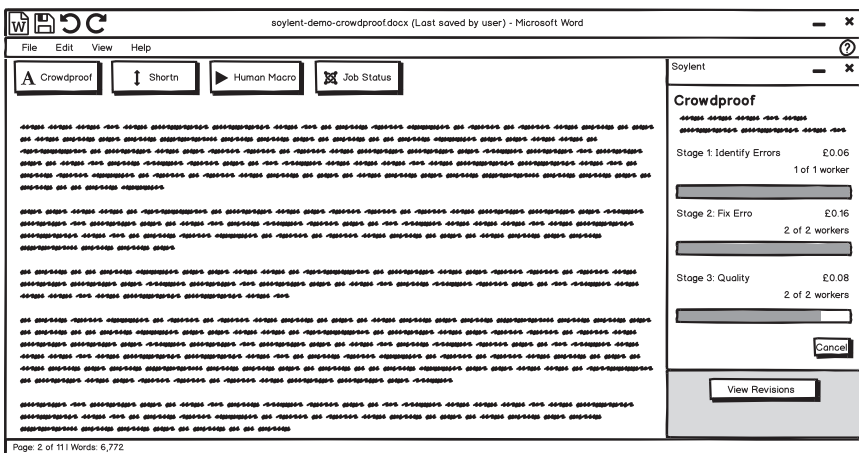 soylent-demo-crowdproof.docx (Last saved by user) - Microsoft Word
File Edit View Help
A Crowdproof Shortn Human Macro Job Status
Soylent
Crowdproof
Stage 1: Identify Errors £0.06
1 of 1 worker
Stage 2: Fix Erro £0.16
2 of 2 workers
Stage 3: Quality £0.08
2 of 2 workers
Cancel
View Revisions
Page: 2 of 11 | Words: 6,772